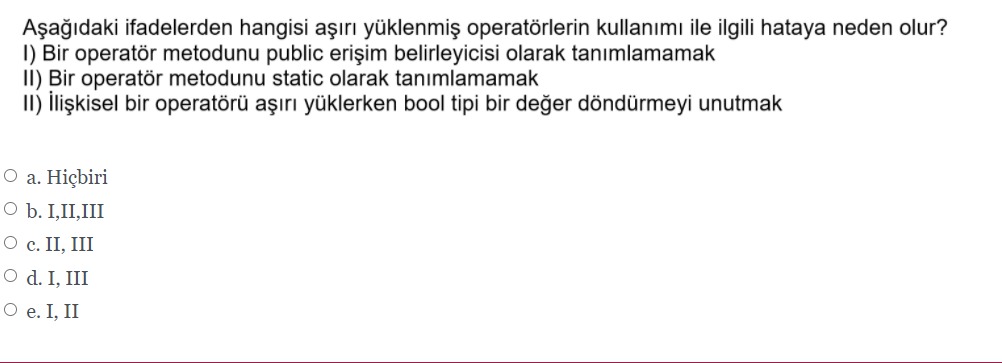 Aşağıdaki ifadelerden hangisi aşırı yüklenmiş operatörlerin kullanımı ile ilgili hataya neden olur?
I) Bir operatör metodunu public erişim belirleyicisi olarak tanımlamamak
II) Bir operatör metodunu static olarak tanımlamamak
II) İlişkisel bir operatörü aşırı yüklerken bool tipi bir değer döndürmeyi unutmak
a. Hiçbiri
b. I,II,III
c. II, III
d. I, III
e. I, II